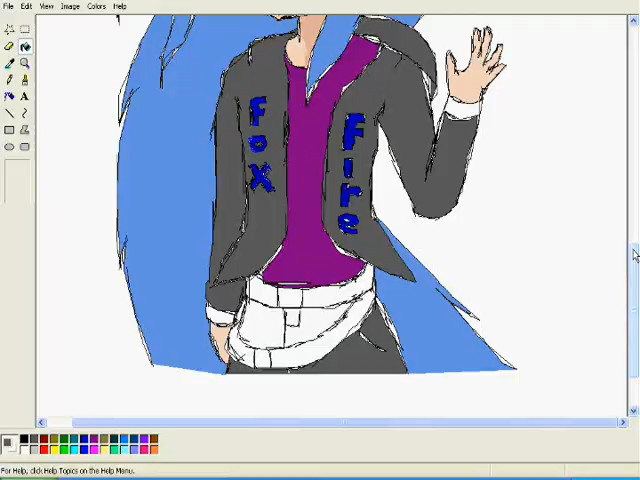 File Edit View Image Colors Help
Fox
Fire
For Help, click Help Topics on the Help Menu.